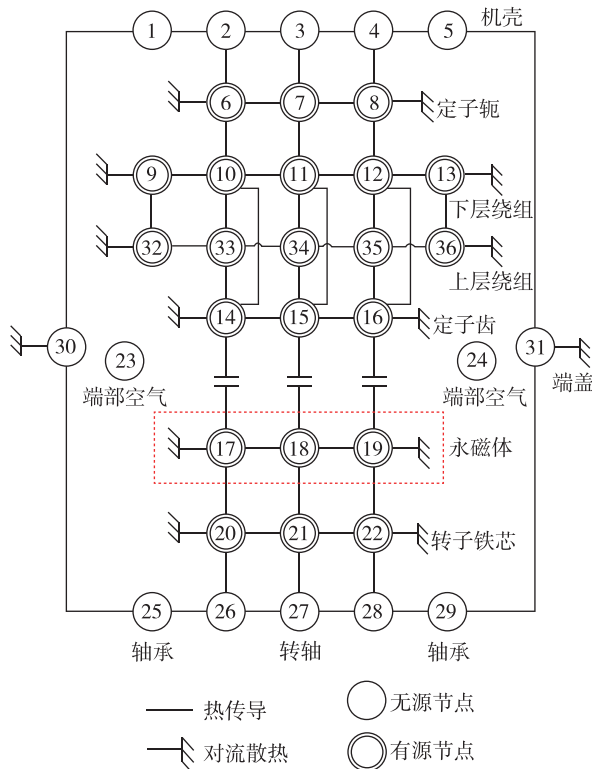 1 2 3 4 5 机壳
6 7 8 定子轭
9 10 11 12 13
下层绕组
32 33 34 35 36
上层绕组
14 15 16 定子齿
30 23 24 31
端部空气 端部空气 端盖
17 18 19 永磁体
20 21 22 转子铁芯
25 26 27 28 29
轴承 转轴 轴承
热传导 无源节点
对流散热 有源节点